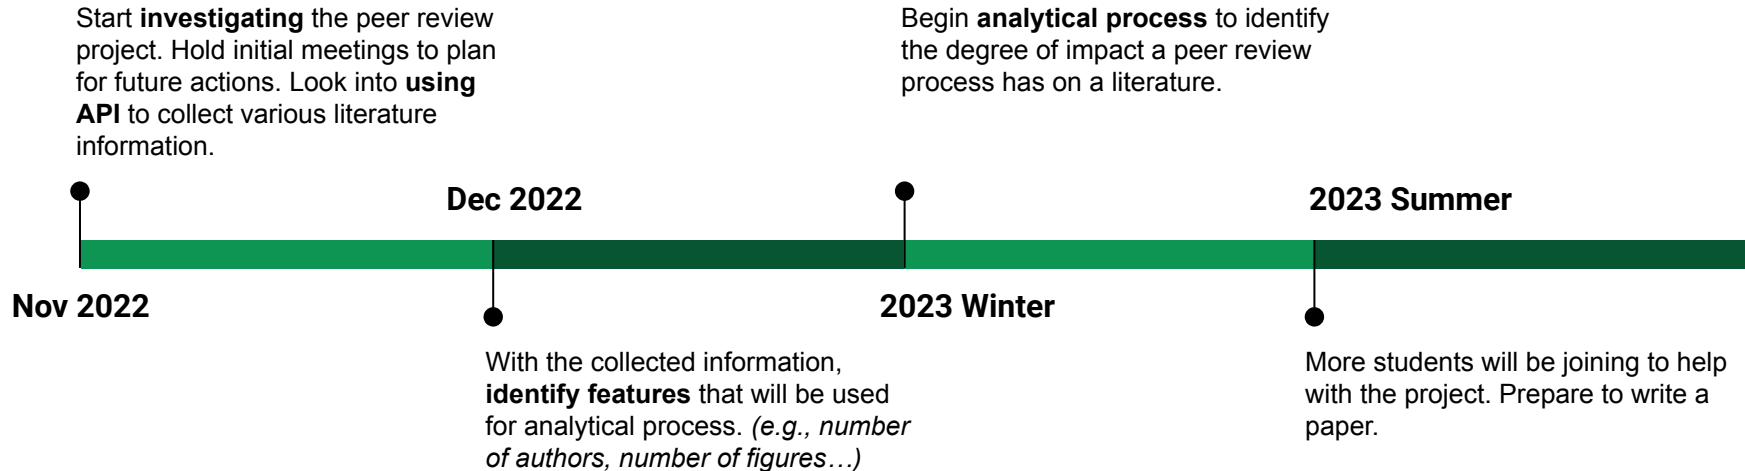 Start investigating the peer review
project. Hold initial meetings to plan
for future actions. Look into using
API to collect various literature
information.
Begin analytical process to identify
the degree of impact a peer review
process has on a literature.
Dec 2022
2023 Summer
Nov 2022
2023 Winter
With the collected information,
identify features that will be used
for analytical process. (e.g., number
of authors, number of figures…)
More students will be joining to help
with the project. Prepare to write a
paper.